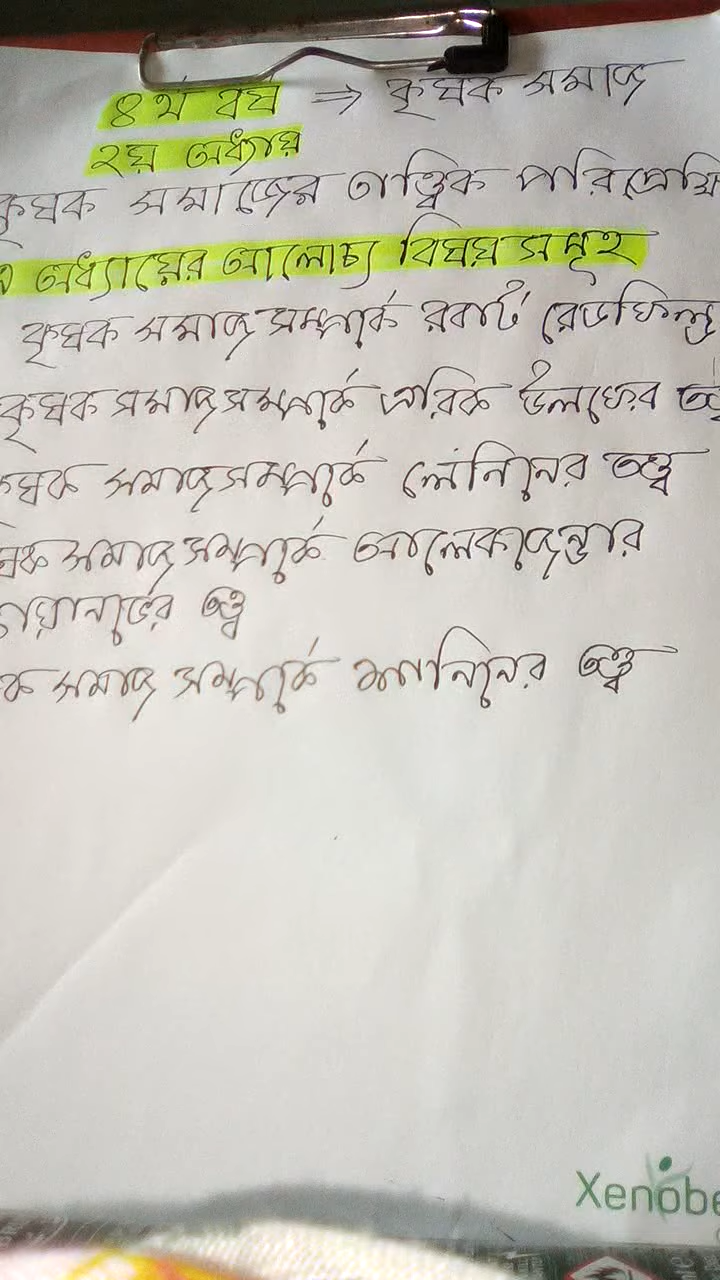 ৪র্থ বর্ষ ⇒ কৃষক সমাজ
২য় অধ্যায়
কৃষক সমাজের তাত্ত্বিক পরিপ্রেক্ষি
অধ্যায়ের আলোচ্য বিষয় সমূহ
কৃষক সমাজ সম্পর্কে রবার্ট রেডফিল্ড
কৃষক সমাজ সম্পর্কে এরিক উলফের
কৃষক সমাজ সম্পর্কে লেনিনের তত্ত্ব
সমাজ সম্পর্কে আলেকজেন্ডার
তত্ত্ব
সমাজ সম্পর্কে শানিনের তত্ত্ব
Xenobe